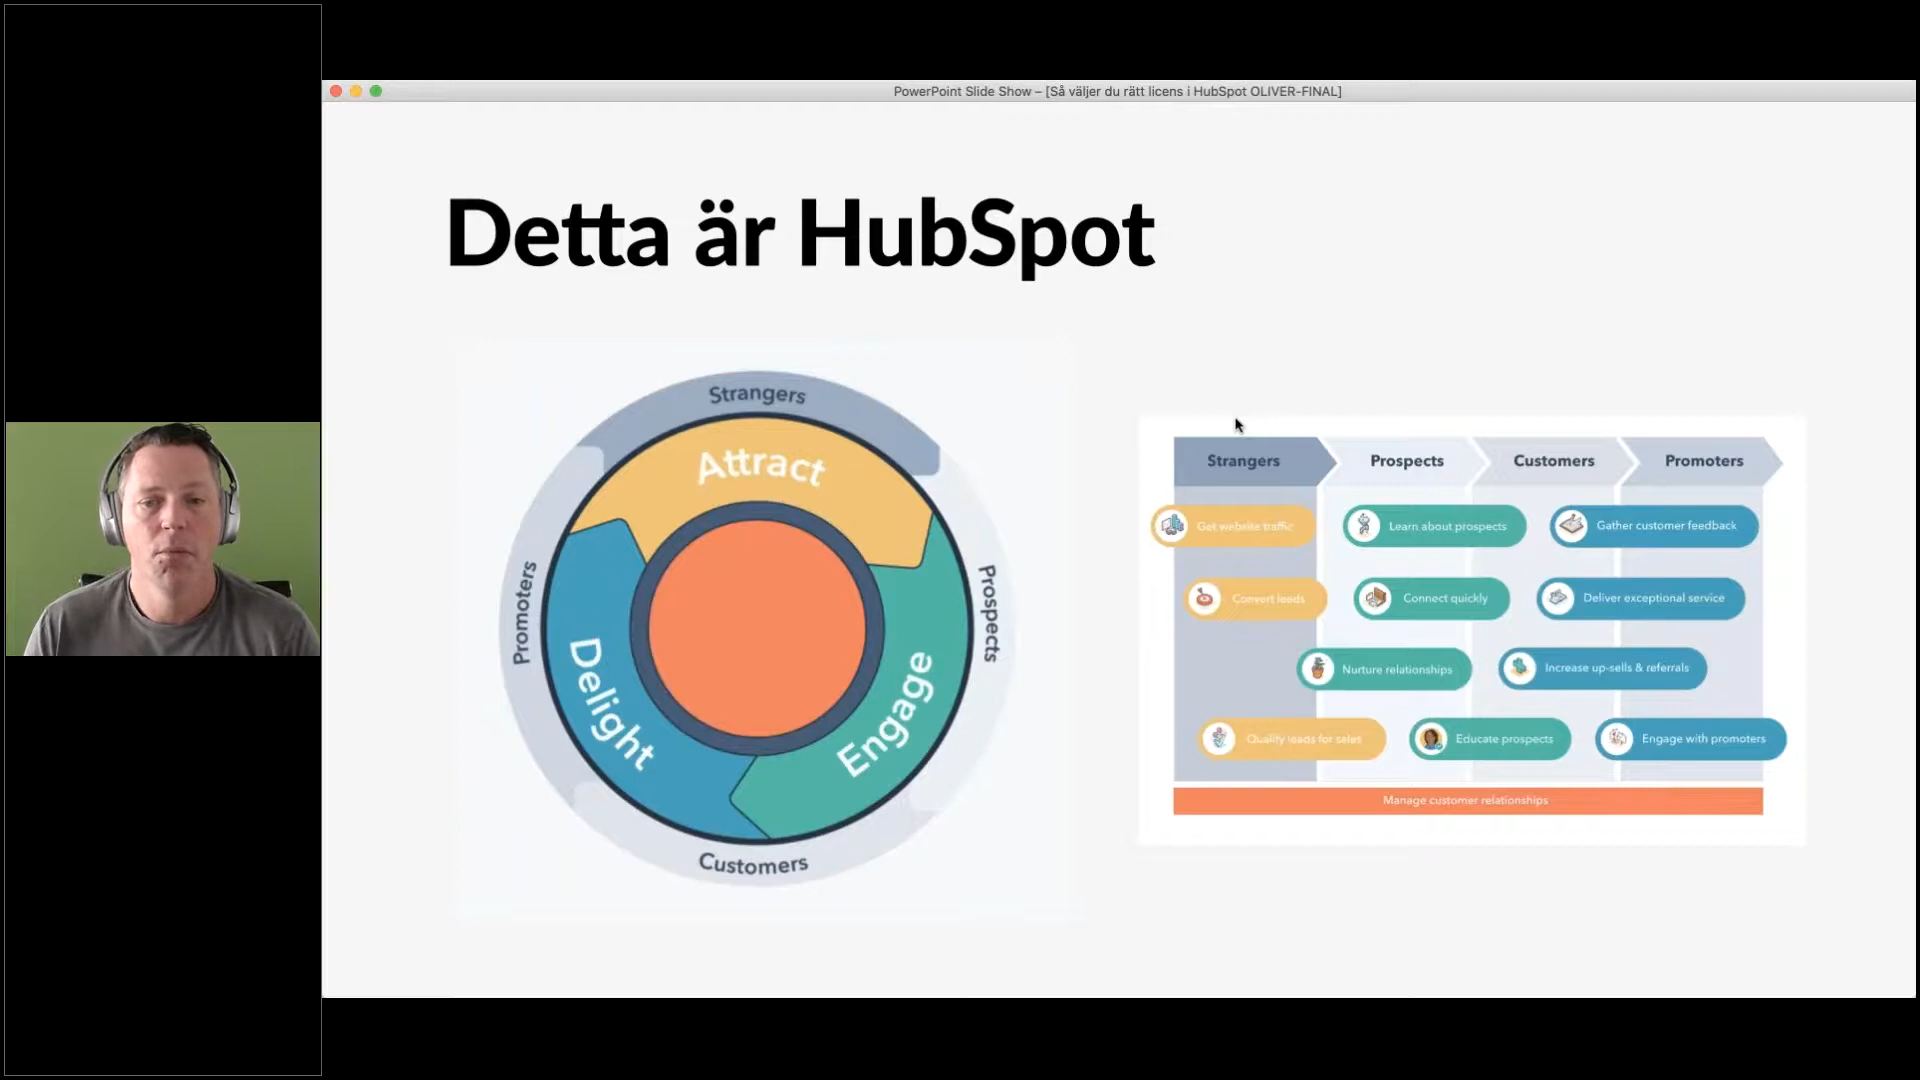 PowerPoint Slide Show – [Så väljer du rätt licens i HubSpot OLIVER-FINAL]
Detta är HubSpot
Strangers
Attract
Promoters
Prospects
Delight
Engage
Customers
Strangers Prospects Customers Promoters
Get website traffic Learn about prospects Gather customer feedback
Convert leads Connect quickly Deliver exceptional service
Nurture relationships Increase up-sells & referrals
Qualify leads for sales Educate prospects Engage with promoters
Manage customer relationships